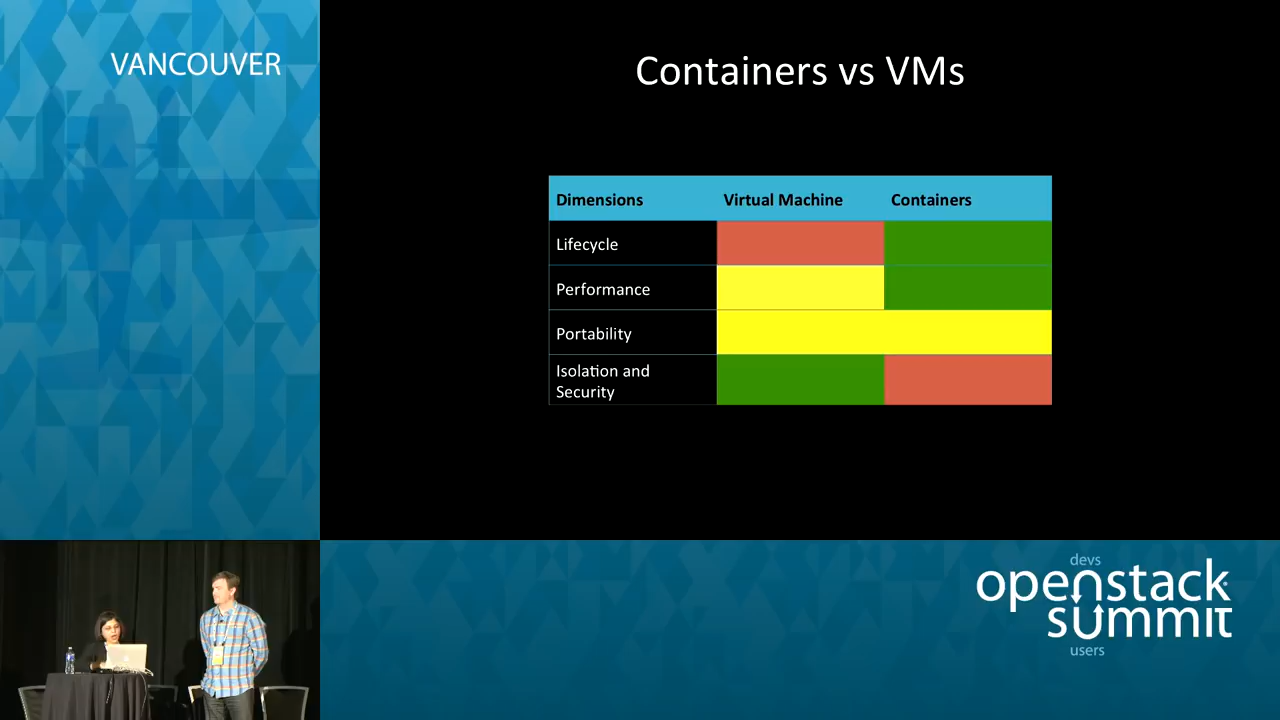 VANCOUVER
Containers vs VMs
Dimensions Virtual Machine Containers
Lifecycle
Performance
Portability
Isolation and
Security
devs
openstack
summit
users